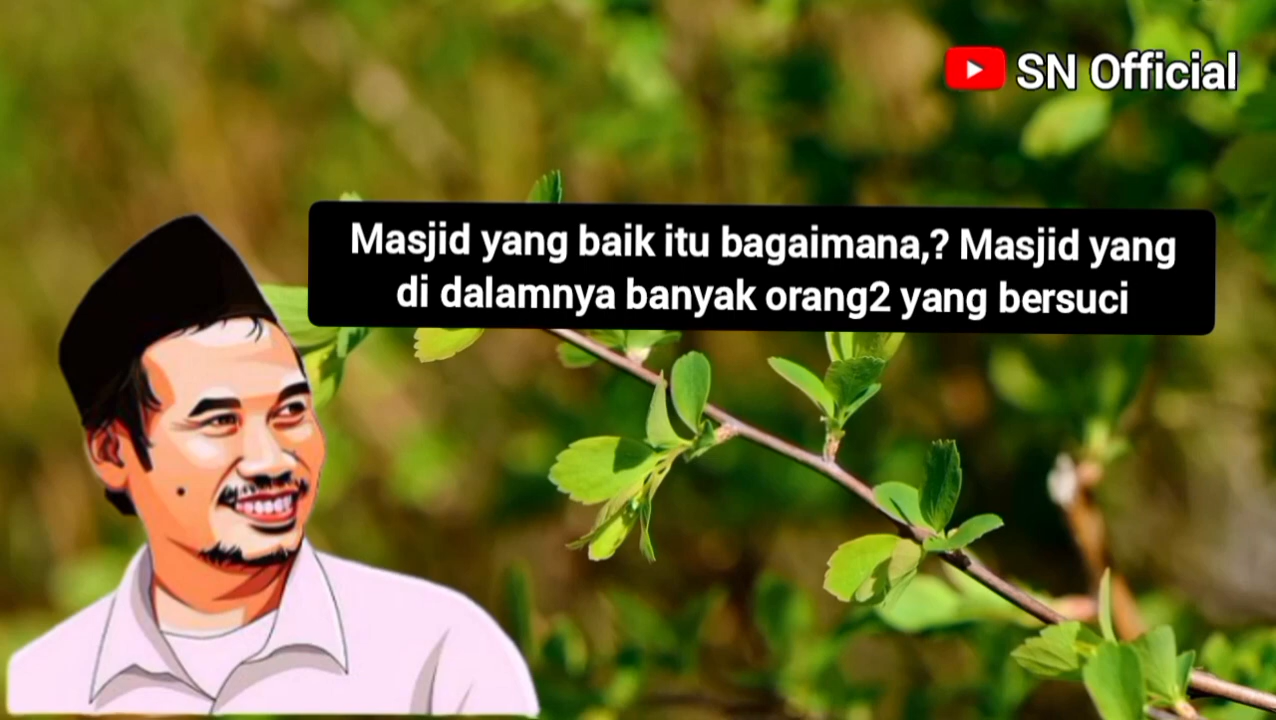 SN Official
Masjid yang baik itu bagaimana,? Masjid yang
di dalamnya banyak orang2 yang bersuci